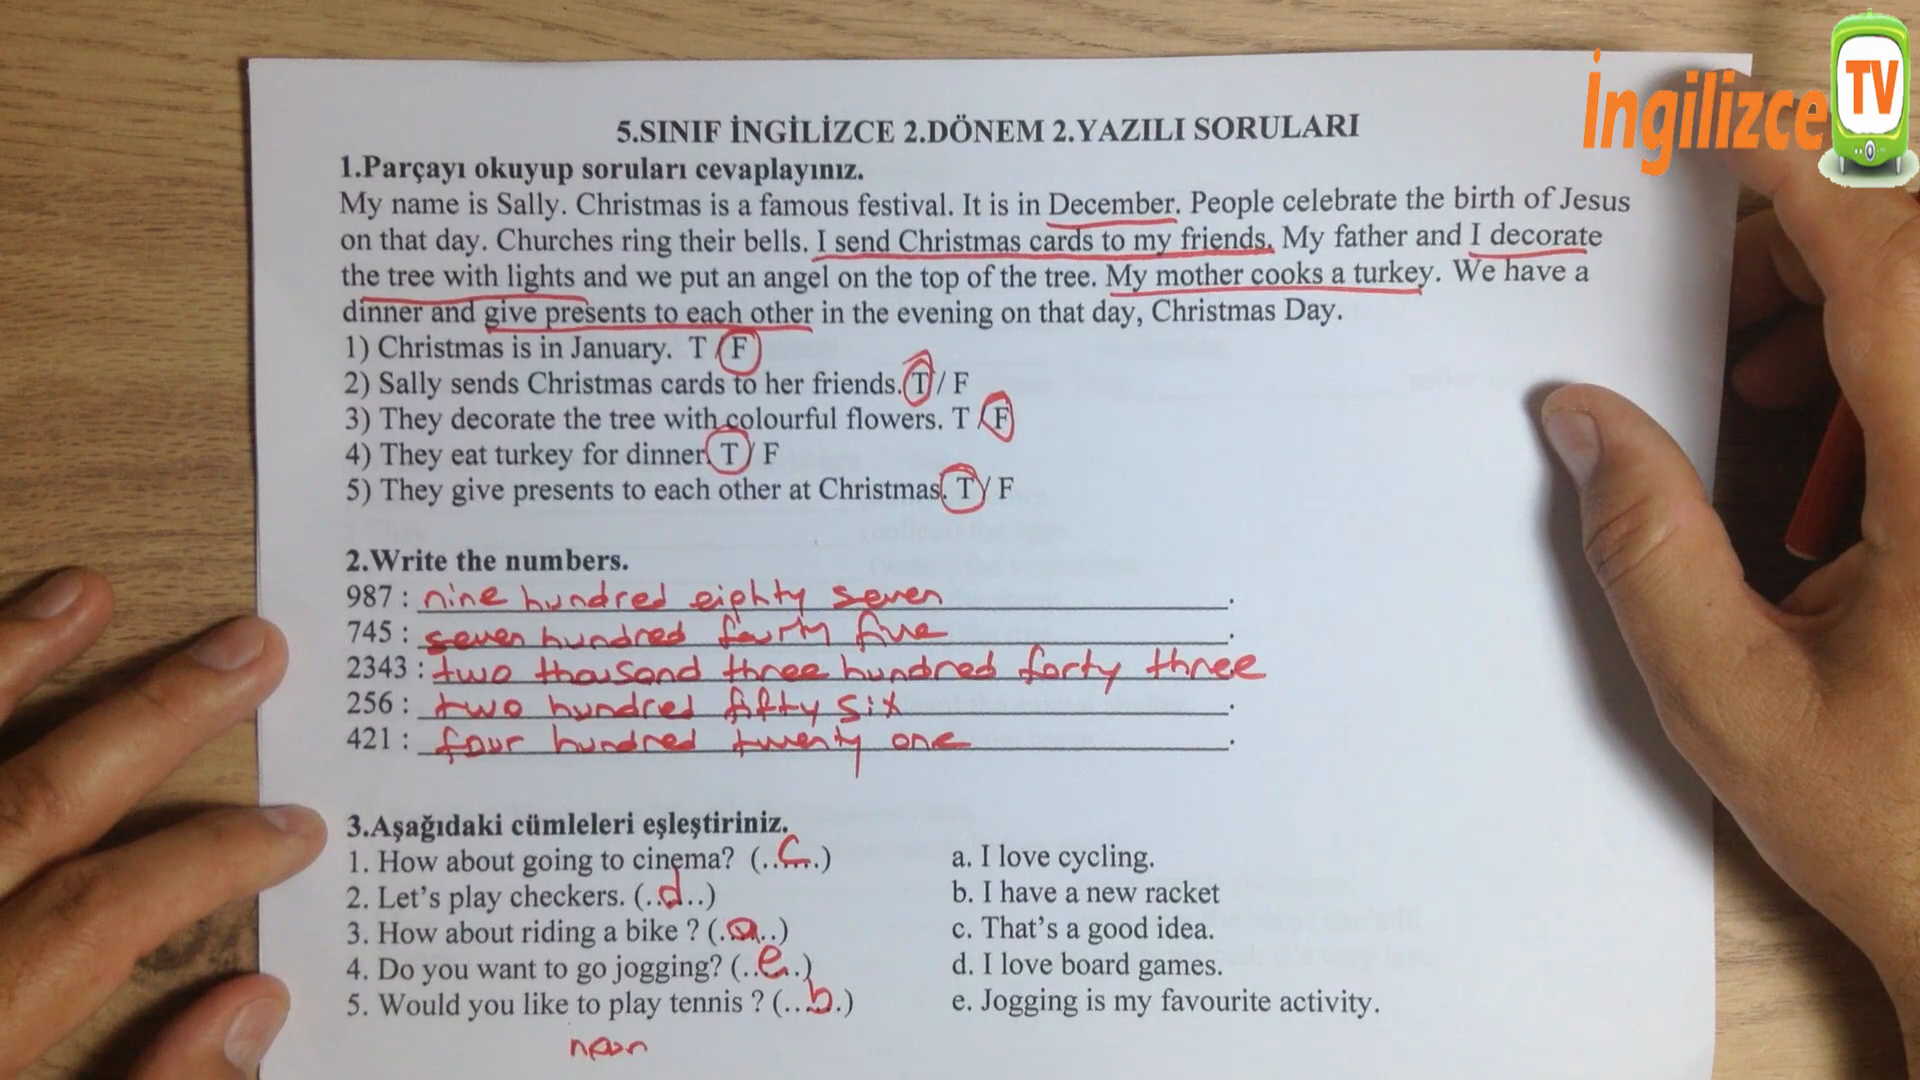 İngilizce TV
5.SINIF İNGİLİZCE 2.DÖNEM 2.YAZILI SORULARI
1.Parçayı okuyup soruları cevaplayınız.
My name is Sally. Christmas is a famous festival. It is in December. People celebrate the birth of Jesus
on that day. Churches ring their bells. I send Christmas cards to my friends. My father and I decorate
the tree with lights and we put an angel on the top of the tree. My mother cooks a turkey. We have a
dinner and give presents to each other in the evening on that day, Christmas Day.
1) Christmas is in January. T / F
2) Sally sends Christmas cards to her friends. T / F
3) They decorate the tree with colourful flowers. T / F
4) They eat turkey for dinner. T / F
5) They give presents to each other at Christmas. T / F
2.Write the numbers.
987 : nine hundred eighty seven.
745 : seven hundred fourty five.
2343 : two thousand three hundred forty three
256 : two hundred fifty six.
421 : four hundred twenty one.
3.Aşağıdaki cümleleri eşleştiriniz.
1. How about going to cinema? (..c...) a. I love cycling.
2. Let's play checkers. (..d...) b. I have a new racket
3. How about riding a bike ? (.a...) c. That's a good idea.
4. Do you want to go jogging? (..e..) d. I love board games.
5. Would you like to play tennis ? (...b.) e. Jogging is my favourite activity.